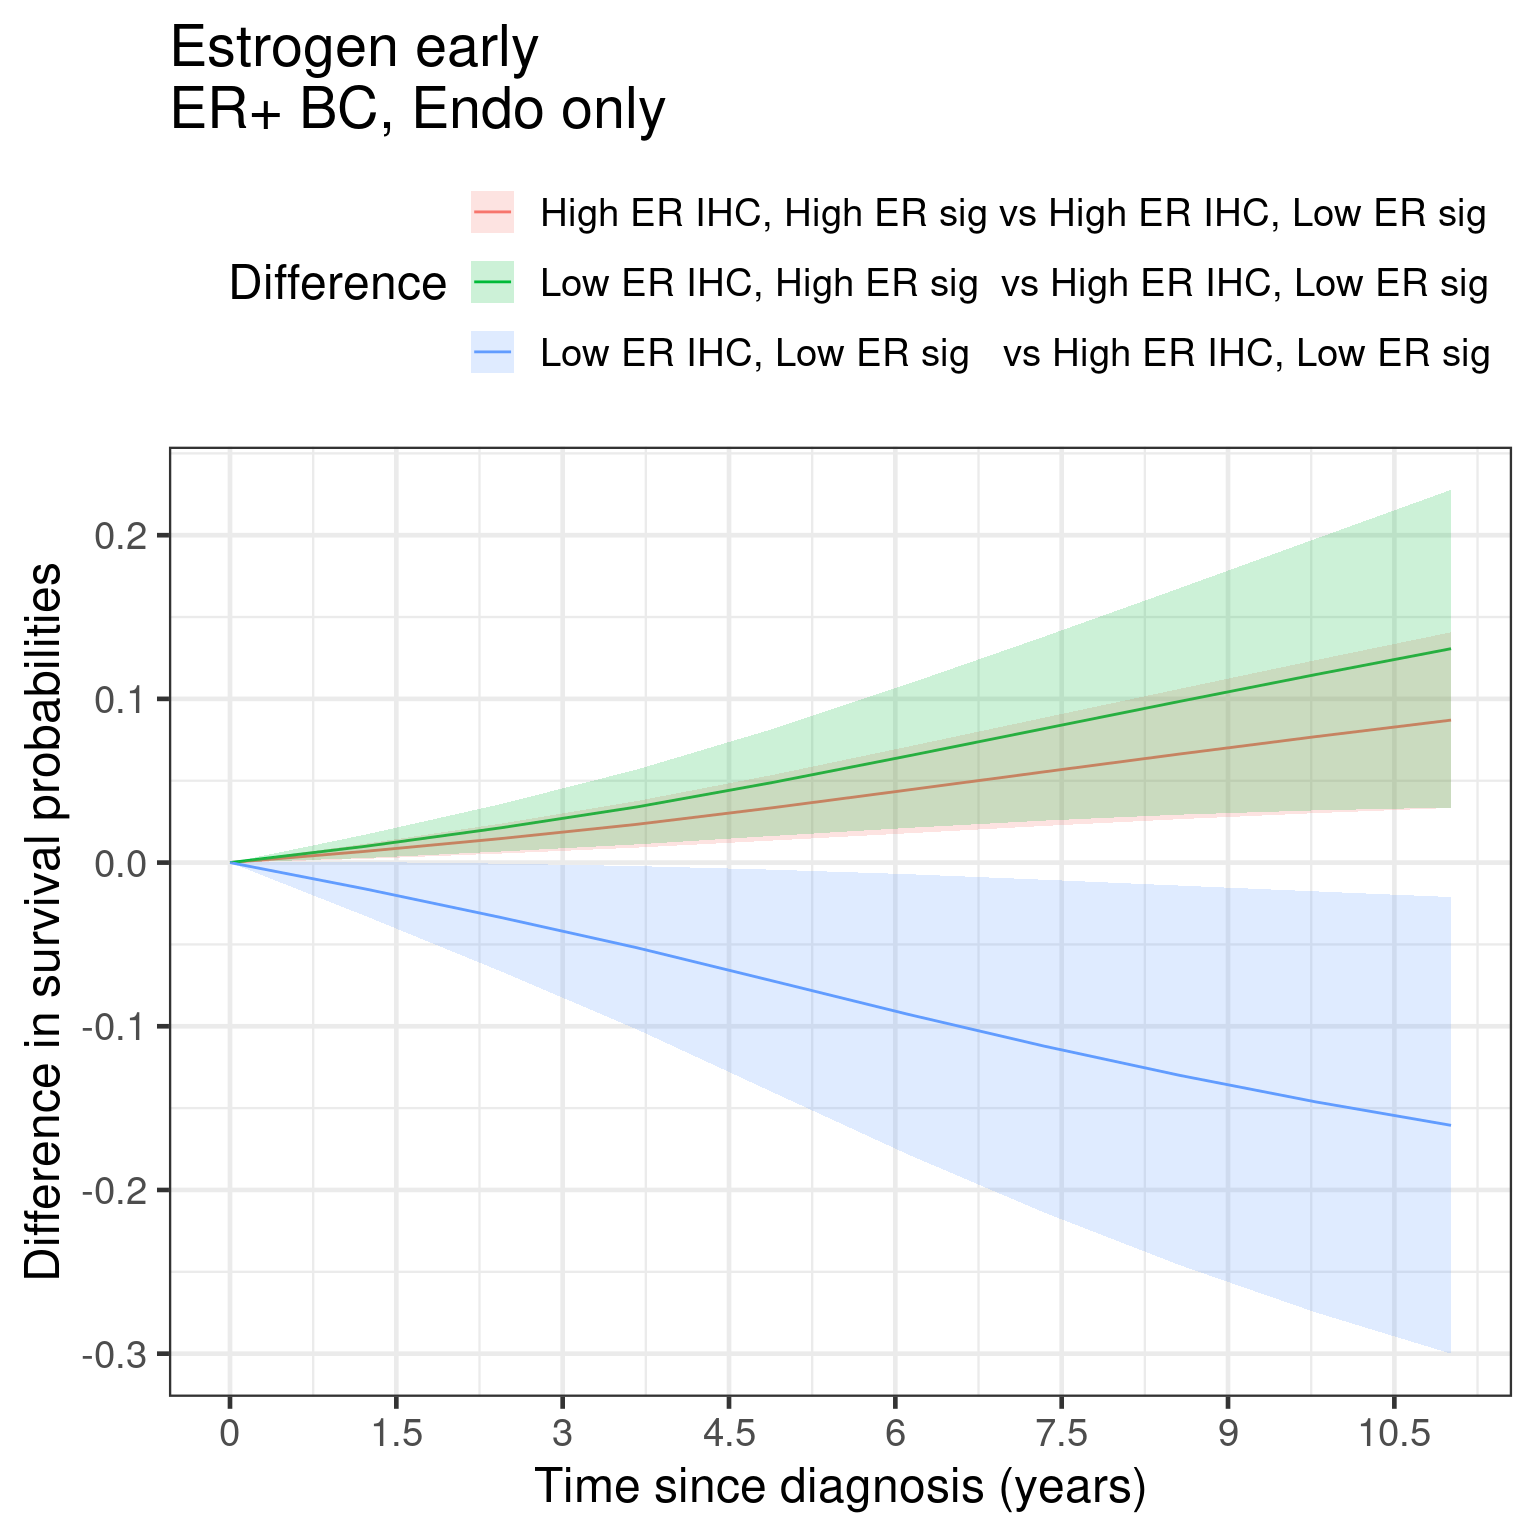 Estrogen early
ER+ BC, Endo only
High ER IHC, High ER sig vs High ER IHC, Low ER sig
Difference
Low ER IHC, High ER sig  vs High ER IHC, Low ER sig
Low ER IHC, Low ER sig   vs High ER IHC, Low ER sig
Difference in survival probabilities
0.2
0.1
0.0
-0.1
-0.2
-0.3
0 1.5 3 4.5 6 7.5 9 10.5
Time since diagnosis (years)